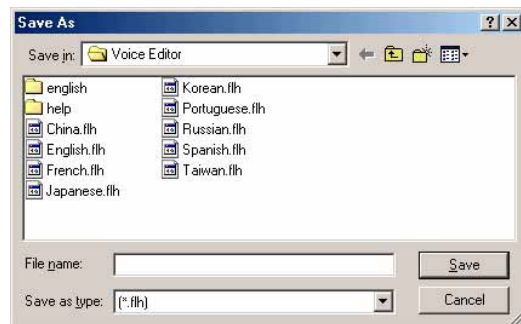 Save As
Save in: Voice Editor
english
help
China.flh
English.flh
French.flh
Japanese.flh
Korean.flh
Portuguese.flh
Russian.flh
Spanish.flh
Taiwan.flh
File name:
Save
Save as type: (*.flh)
Cancel